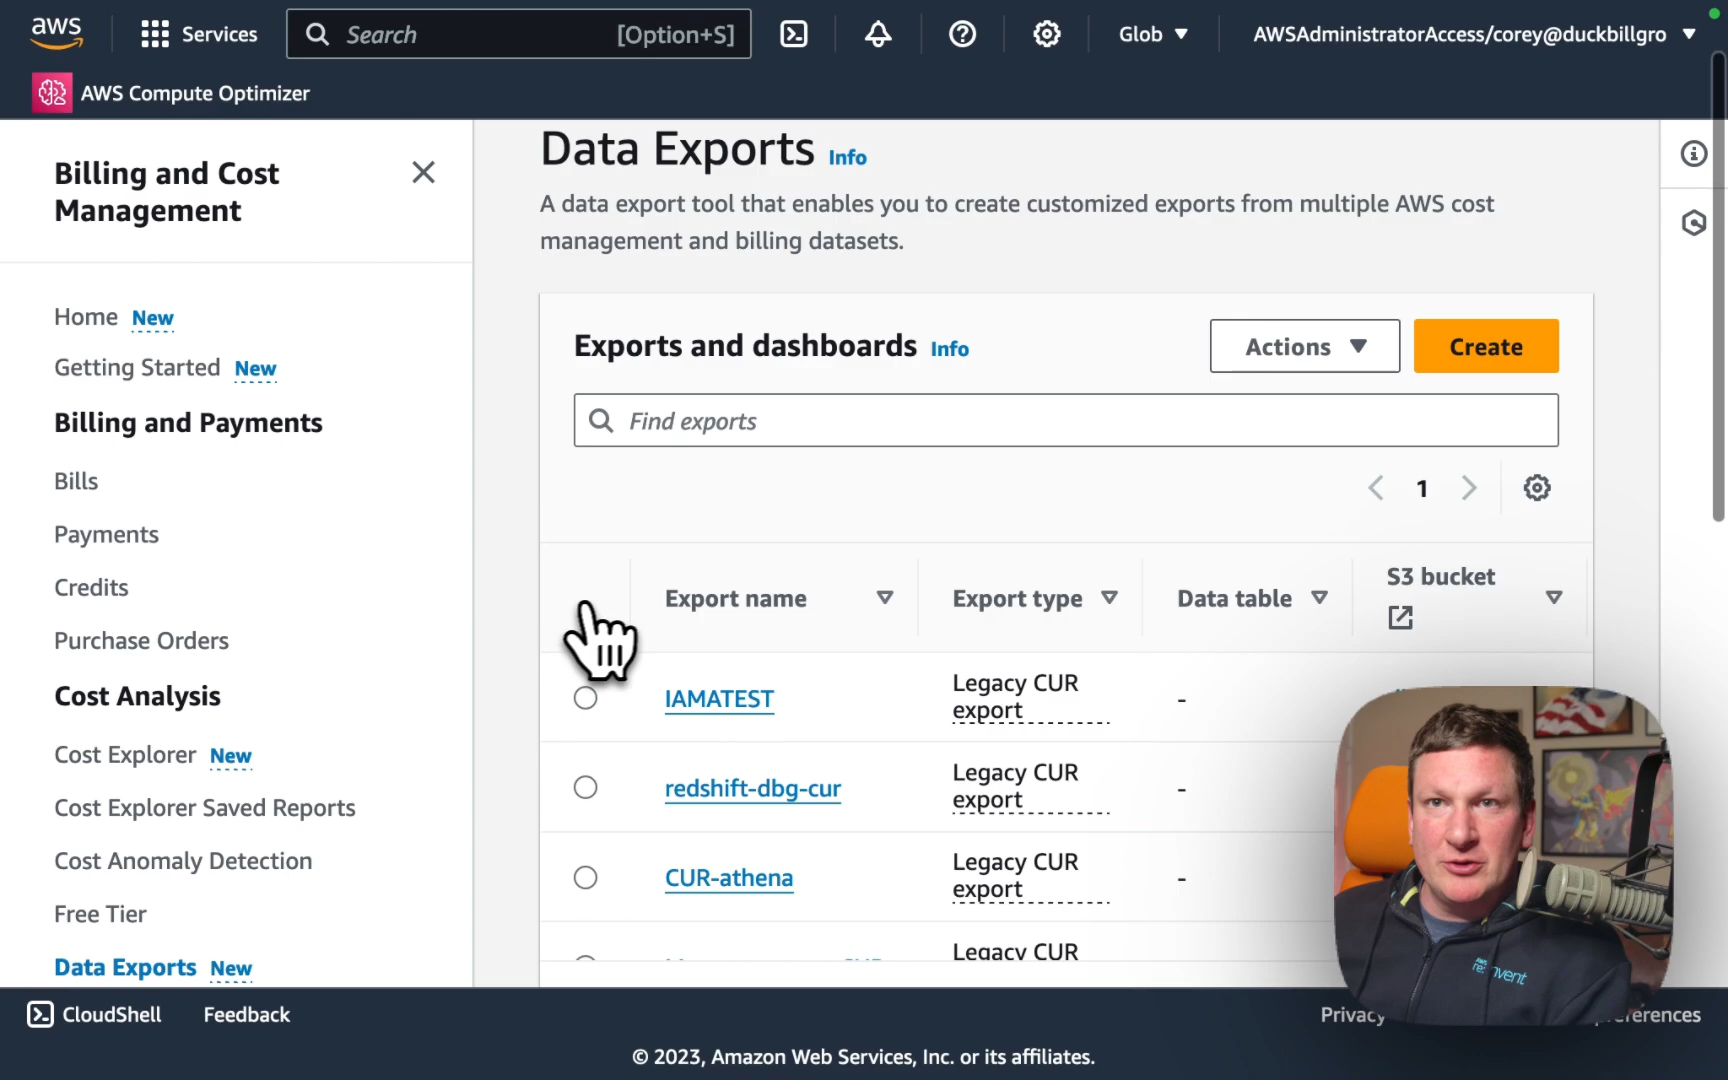 aws
Services
Search
[Option+S]
Glob
AWSAdministratorAccess/corey@duckbillgro
AWS Compute Optimizer
Billing and Cost
Management
Home New
Getting Started New
Billing and Payments
Bills
Payments
Credits
Purchase Orders
Cost Analysis
Cost Explorer New
Cost Explorer Saved Reports
Cost Anomaly Detection
Free Tier
Data Exports New
Data Exports Info
A data export tool that enables you to create customized exports from multiple AWS cost
management and billing datasets.
Exports and dashboards Info
Actions
Create
Find exports
1
Export name
Export type
Data table
S3 bucket
IAMATEST
Legacy CUR
export
-
redshift-dbg-cur
Legacy CUR
export
-
CUR-athena
Legacy CUR
export
-
Legacy CUR
CloudShell
Feedback
Privacy
© 2023, Amazon Web Services, Inc. or its affiliates.